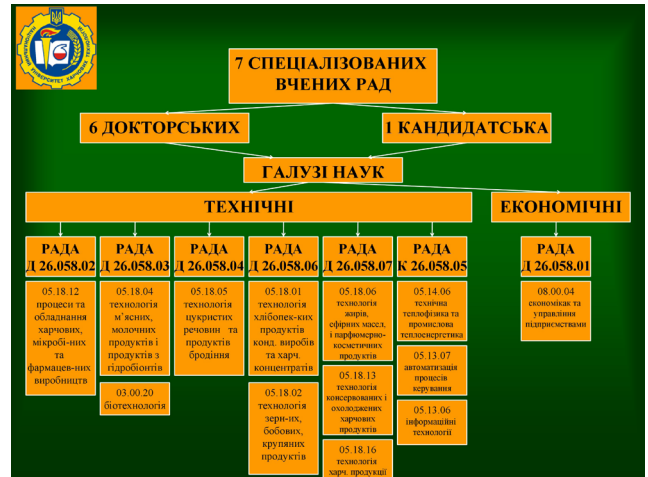 7 СПЕЦІАЛІЗОВАНИХ
ВЧЕНИХ РАД
6 ДОКТОРСЬКИХ
1 КАНДИДАТСЬКА
ГАЛУЗІ НАУК
ТЕХНІЧНІ
ЕКОНОМІЧНІ
РАДА
Д 26.058.02
05.18.12
процеси та
обладнання
харчових,
мікробі-них
та
фармацев-них
виробництв
РАДА
Д 26.058.03
05.18.04
технологія
м’ясних,
молочних
продуктів і
продуктів з
гідробіонтів
03.00.20
біотехнологія
РАДА
Д 26.058.04
05.18.05
технологія
цукристих
речовин та
продуктів
бродіння
РАДА
Д 26.058.06
05.18.01
технологія
хлібопек-ких
продуктів
конд. виробів
та харч.
концентратів
05.18.02
технологія
зерн-их,
бобових,
крупяних
продуктів
РАДА
Д 26.058.07
05.18.06
технологія
жирів,
ефірних масел,
і парфюмерно-
косметичних
продуктів
05.18.13
технологія
консервованих і
охолоджених
харчових
продуктів
05.18.16
технологія
харч. продукції
РАДА
К 26.058.05
05.14.06
технічна
теплофізика та
промислова
теплоенергетика
05.13.07
автоматизація
процесів
керування
05.13.06
інформаційні
технології
РАДА
Д 26.058.01
08.00.04
економікак та
управління
підприємствами